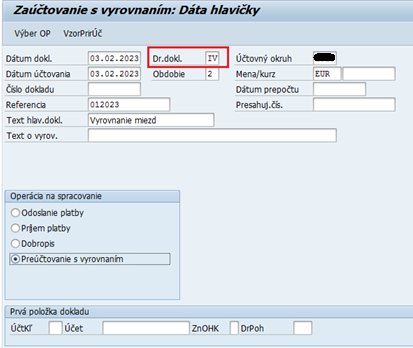 Zaúčtovanie s vyrovnaním: Dáta hlavičky
Výber OP VzorPrirÚč
Dátum dokl. 03.02.2023 Dr.dokl. IV Účtovný okruh
Dátum účtovania 03.02.2023 Obdobie 2 Mena/kurz EUR
Číslo dokladu Dátum prepočtu
Referencia 012023 Presahuj.čís.
Text hlav.dokl. Vyrovnanie miezd
Text o vyrov.
Operácia na spracovanie
Odoslanie platby
Príjem platby
Dobropis
Preúčtovanie s vyrovnaním
Prvá položka dokladu
ÚčtKľ Účet ZnOHK DrPoh